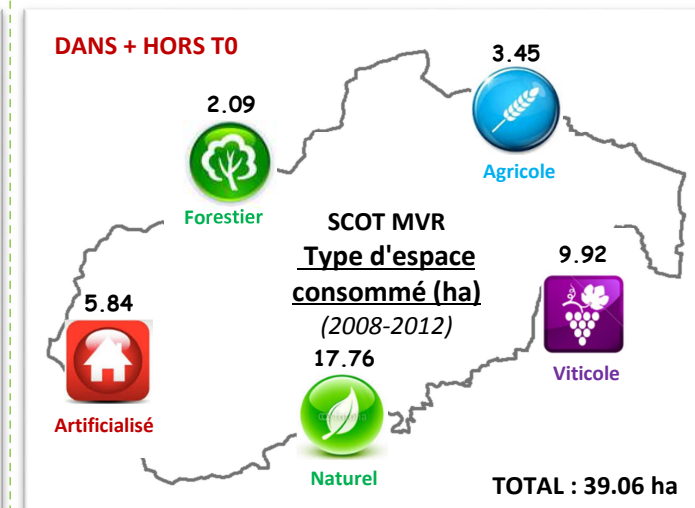 DANS + HORS T0
3.45
2.09
Agricole
Forestier
SCOT MVR
Type d'espace
consommé (ha)
(2008-2012)
9.92
5.84
17.76
Viticole
Artificialisé
Naturel
TOTAL : 39.06 ha